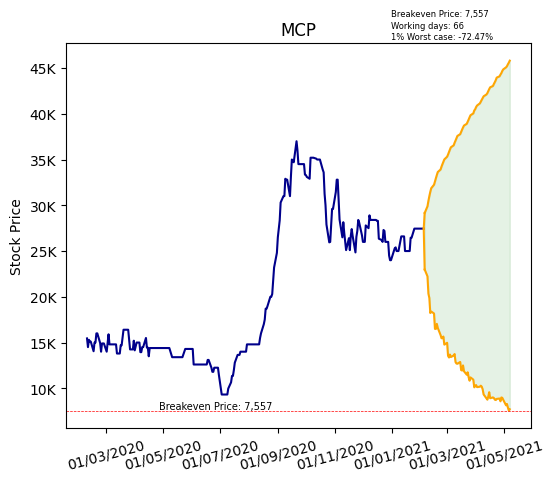 Breakeven Price: 7,557
Working days: 66
1% Worst case: -72.47%
MCP
45K
40K
35K
30K
25K
20K
15K
10K
Stock Price
Breakeven Price: 7,557
01/03/2020
01/05/2020
01/07/2020
01/09/2020
01/11/2020
01/01/2021
01/03/2021
01/05/2021